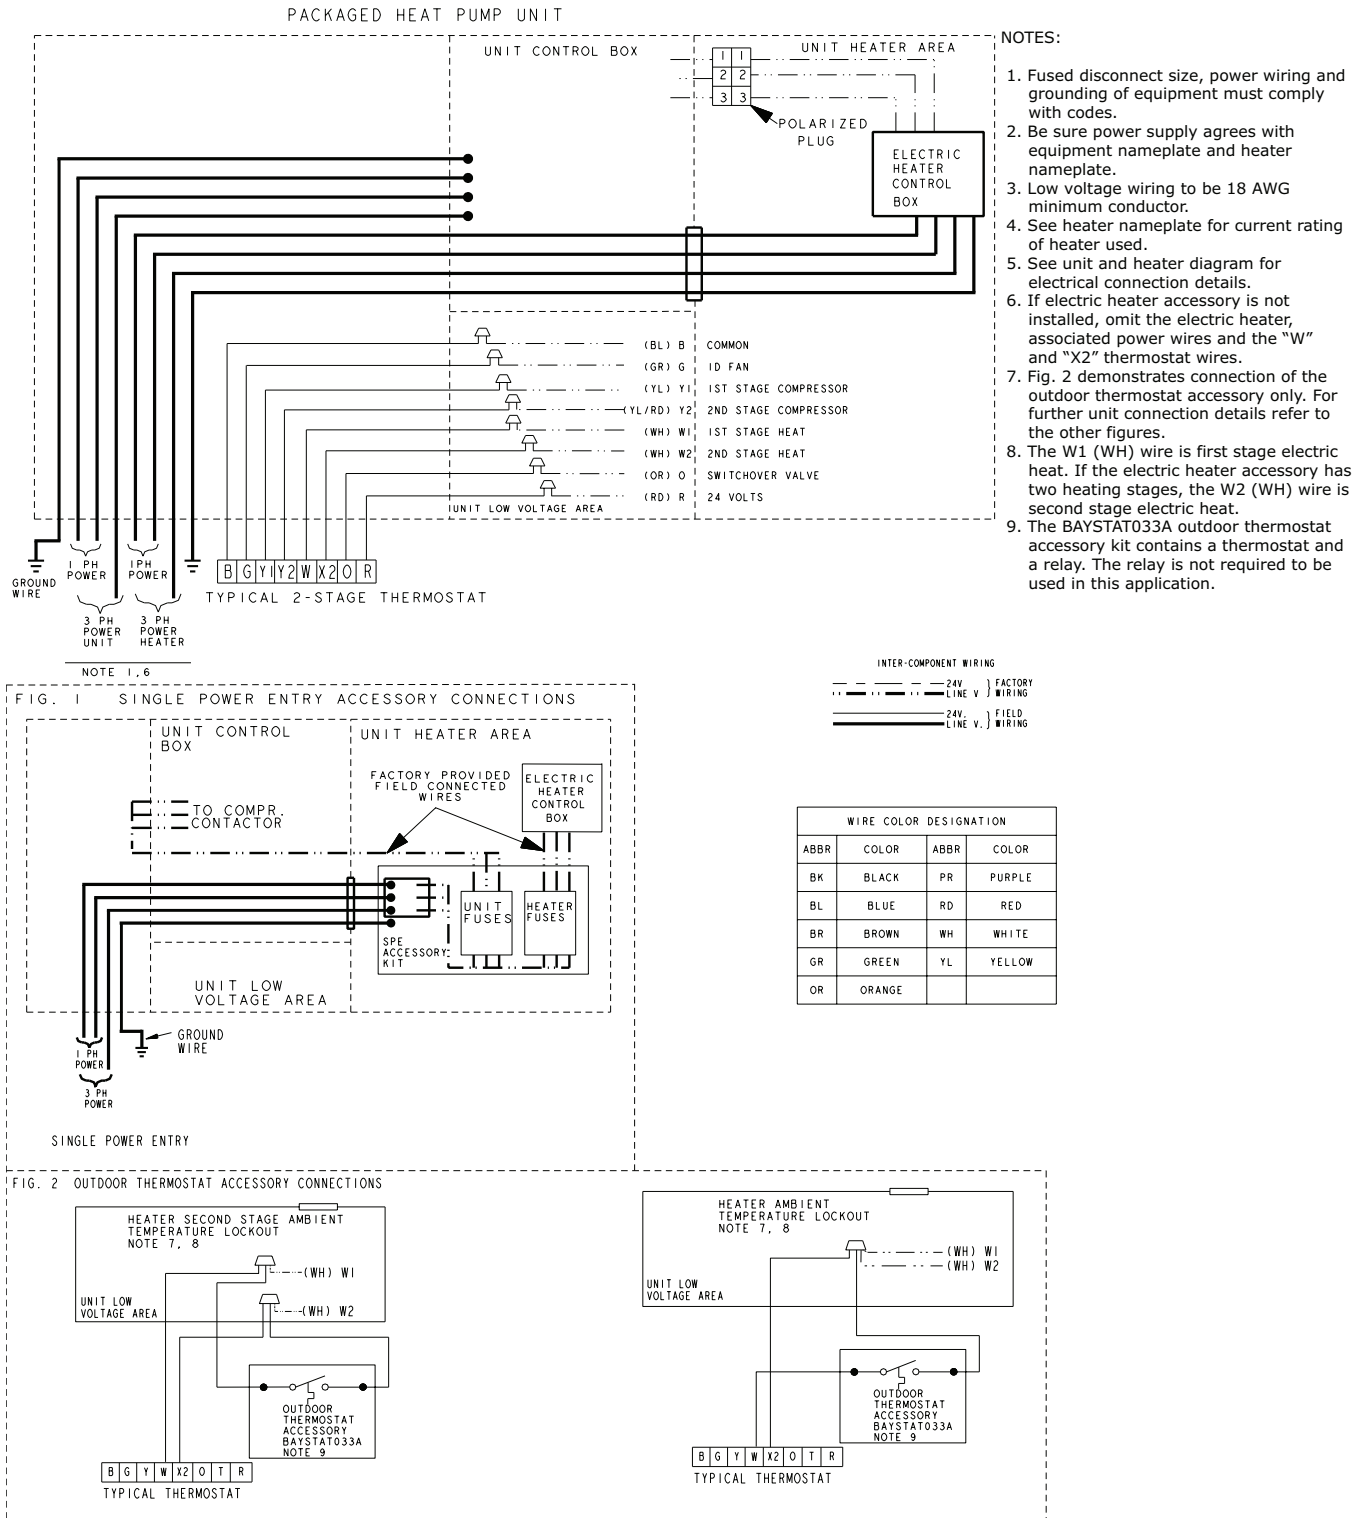 PACKAGED HEAT PUMP UNIT
UNIT CONTROL BOX
UNIT HEATER AREA
1 1
2 2
3 3
POLARIZED
PLUG
ELECTRIC
HEATER
CONTROL
BOX
(BL) B COMMON
(GR) G ID FAN
(YL) Y1 1ST STAGE COMPRESSOR
(YL/RD) Y2 2ND STAGE COMPRESSOR
(WH) W1 1ST STAGE HEAT
(WH) W2 2ND STAGE HEAT
(OR) O SWITCHOVER VALVE
(RD) R 24 VOLTS
UNIT LOW VOLTAGE AREA
GROUND
WIRE
1 PH
POWER
1PH
POWER
B G Y1 Y2 W X2 O R
TYPICAL 2-STAGE THERMOSTAT
3 PH
POWER
UNIT
3 PH
POWER
HEATER
NOTE 1,6
NOTES:
1. Fused disconnect size, power wiring and
grounding of equipment must comply
with codes.
2. Be sure power supply agrees with
equipment nameplate and heater
nameplate.
3. Low voltage wiring to be 18 AWG
minimum conductor.
4. See heater nameplate for current rating
of heater used.
5. See unit and heater diagram for
electrical connection details.
6. If electric heater accessory is not
installed, omit the electric heater,
associated power wires and the “W”
and “X2” thermostat wires.
7. Fig. 2 demonstrates connection of the
outdoor thermostat accessory only. For
further unit connection details refer to
the other figures.
8. The W1 (WH) wire is first stage electric
heat. If the electric heater accessory has
two heating stages, the W2 (WH) wire is
second stage electric heat.
9. The BAYSTAT033A outdoor thermostat
accessory kit contains a thermostat and
a relay. The relay is not required to be
used in this application.
INTER-COMPONENT WIRING
24V } FACTORY
LINE V } WIRING
24V. } FIELD
LINE V. } WIRING
FIG. 1 SINGLE POWER ENTRY ACCESSORY CONNECTIONS
UNIT CONTROL
BOX
UNIT HEATER AREA
FACTORY PROVIDED
FIELD CONNECTED
WIRES
ELECTRIC
HEATER
CONTROL
BOX
TO COMPR.
CONTACTOR
UNIT
FUSES
HEATER
FUSES
SPE
ACCESSORY
KIT
UNIT LOW
VOLTAGE AREA
GROUND
WIRE
1 PH
POWER
3 PH
POWER
SINGLE POWER ENTRY
WIRE COLOR DESIGNATION
ABBR COLOR ABBR COLOR
BK BLACK PR PURPLE
BL BLUE RD RED
BR BROWN WH WHITE
GR GREEN YL YELLOW
OR ORANGE
FIG. 2 OUTDOOR THERMOSTAT ACCESSORY CONNECTIONS
HEATER SECOND STAGE AMBIENT
TEMPERATURE LOCKOUT
NOTE 7, 8
(WH) W1
UNIT LOW
VOLTAGE AREA
(WH) W2
OUTDOOR
THERMOSTAT
ACCESSORY
BAYSTAT033A
NOTE 9
B G Y W X2 O T R
TYPICAL THERMOSTAT
HEATER AMBIENT
TEMPERATURE LOCKOUT
NOTE 7, 8
(WH) W1
(WH) W2
UNIT LOW
VOLTAGE AREA
OUTDOOR
THERMOSTAT
ACCESSORY
BAYSTAT033A
NOTE 9
B G Y W X2 O T R
TYPICAL THERMOSTAT